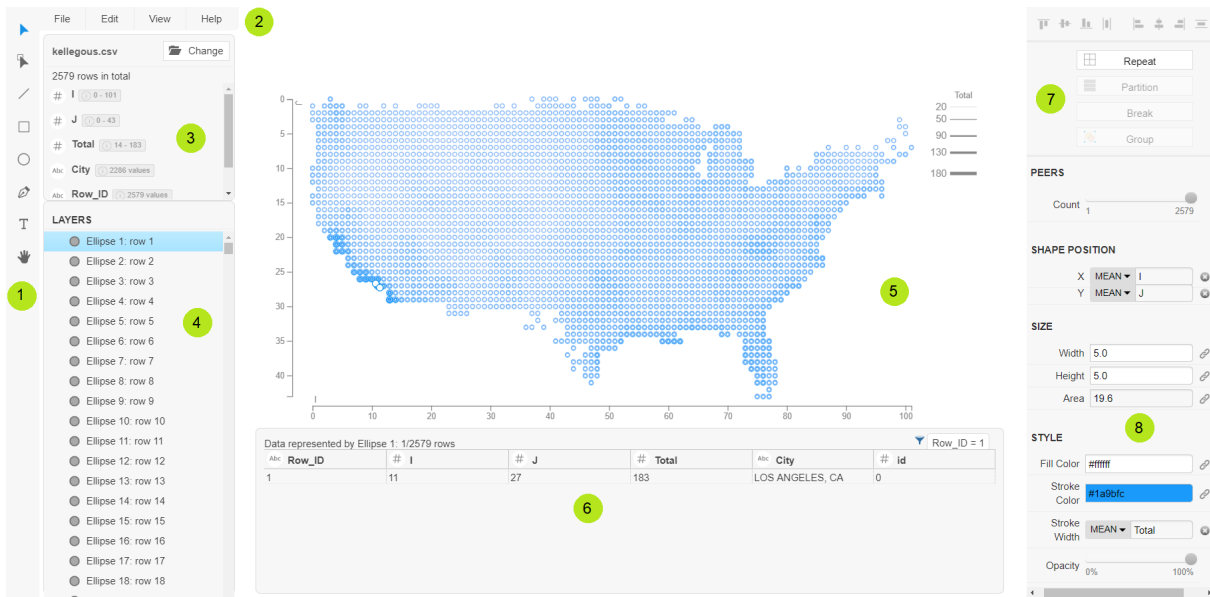 File Edit View Help
2
kellegous.csv Change
2579 rows in total
# I 0 - 101
# J 0 - 43
# Total 14 - 183
Abc City 2286 values
Abc Row_ID 2579 values
3
LAYERS
Ellipse 1: row 1
Ellipse 2: row 2
Ellipse 3: row 3
Ellipse 4: row 4
Ellipse 5: row 5
Ellipse 6: row 6
Ellipse 7: row 7
Ellipse 8: row 8
Ellipse 9: row 9
Ellipse 10: row 10
Ellipse 11: row 11
Ellipse 12: row 12
Ellipse 13: row 13
Ellipse 14: row 14
Ellipse 15: row 15
Ellipse 16: row 16
Ellipse 17: row 17
Ellipse 18: row 18
T
1
4
0
5
10
15
20
25
30
35
40
0 10 20 30 40 50 60 70 80 90 100
I
Total
20
50
90
130
180
5
Data represented by Ellipse 1: 1/2579 rows Row_ID = 1
Abc Row_ID # I # J # Total Abc City # id
1 11 27 183 LOS ANGELES, CA 0
6
Repeat
Partition
Break
Group
7
PEERS
Count 1 2579
SHAPE POSITION
X MEAN I
Y MEAN J
SIZE
Width 5.0
Height 5.0
Area 19.6
8
STYLE
Fill Color #ffffff
Stroke Color #1a9bfc
Stroke Width MEAN Total
Opacity 0% 100%